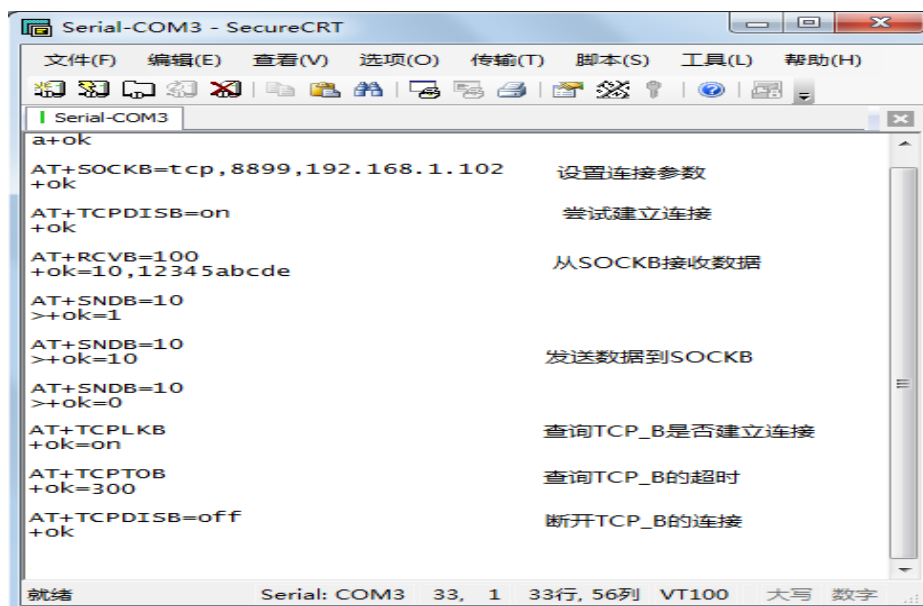 Serial-COM3 - SecureCRT
文件(F) 编辑(E) 查看(V) 选项(O) 传输(T) 脚本(S) 工具(L) 帮助(H)
Serial-COM3
a+ok
AT+SOCKB=tcp,8899,192.168.1.102 设置连接参数
+ok
AT+TCPDISB=on 尝试建立连接
+ok
AT+RCVB=100
+ok=10,12345abcde 从SOCKB接收数据
AT+SNDB=10
>+ok=1
AT+SNDB=10
>+ok=10 发送数据到SOCKB
AT+SNDB=10
>+ok=0
AT+TCPLKB 查询TCP_B是否建立连接
+ok=on
AT+TCPTOB 查询TCP_B的超时
+ok=300
AT+TCPDISB=off 断开TCP_B的连接
+ok
就绪 Serial: COM3 33, 1 33行, 56列 VT100 大写 数字